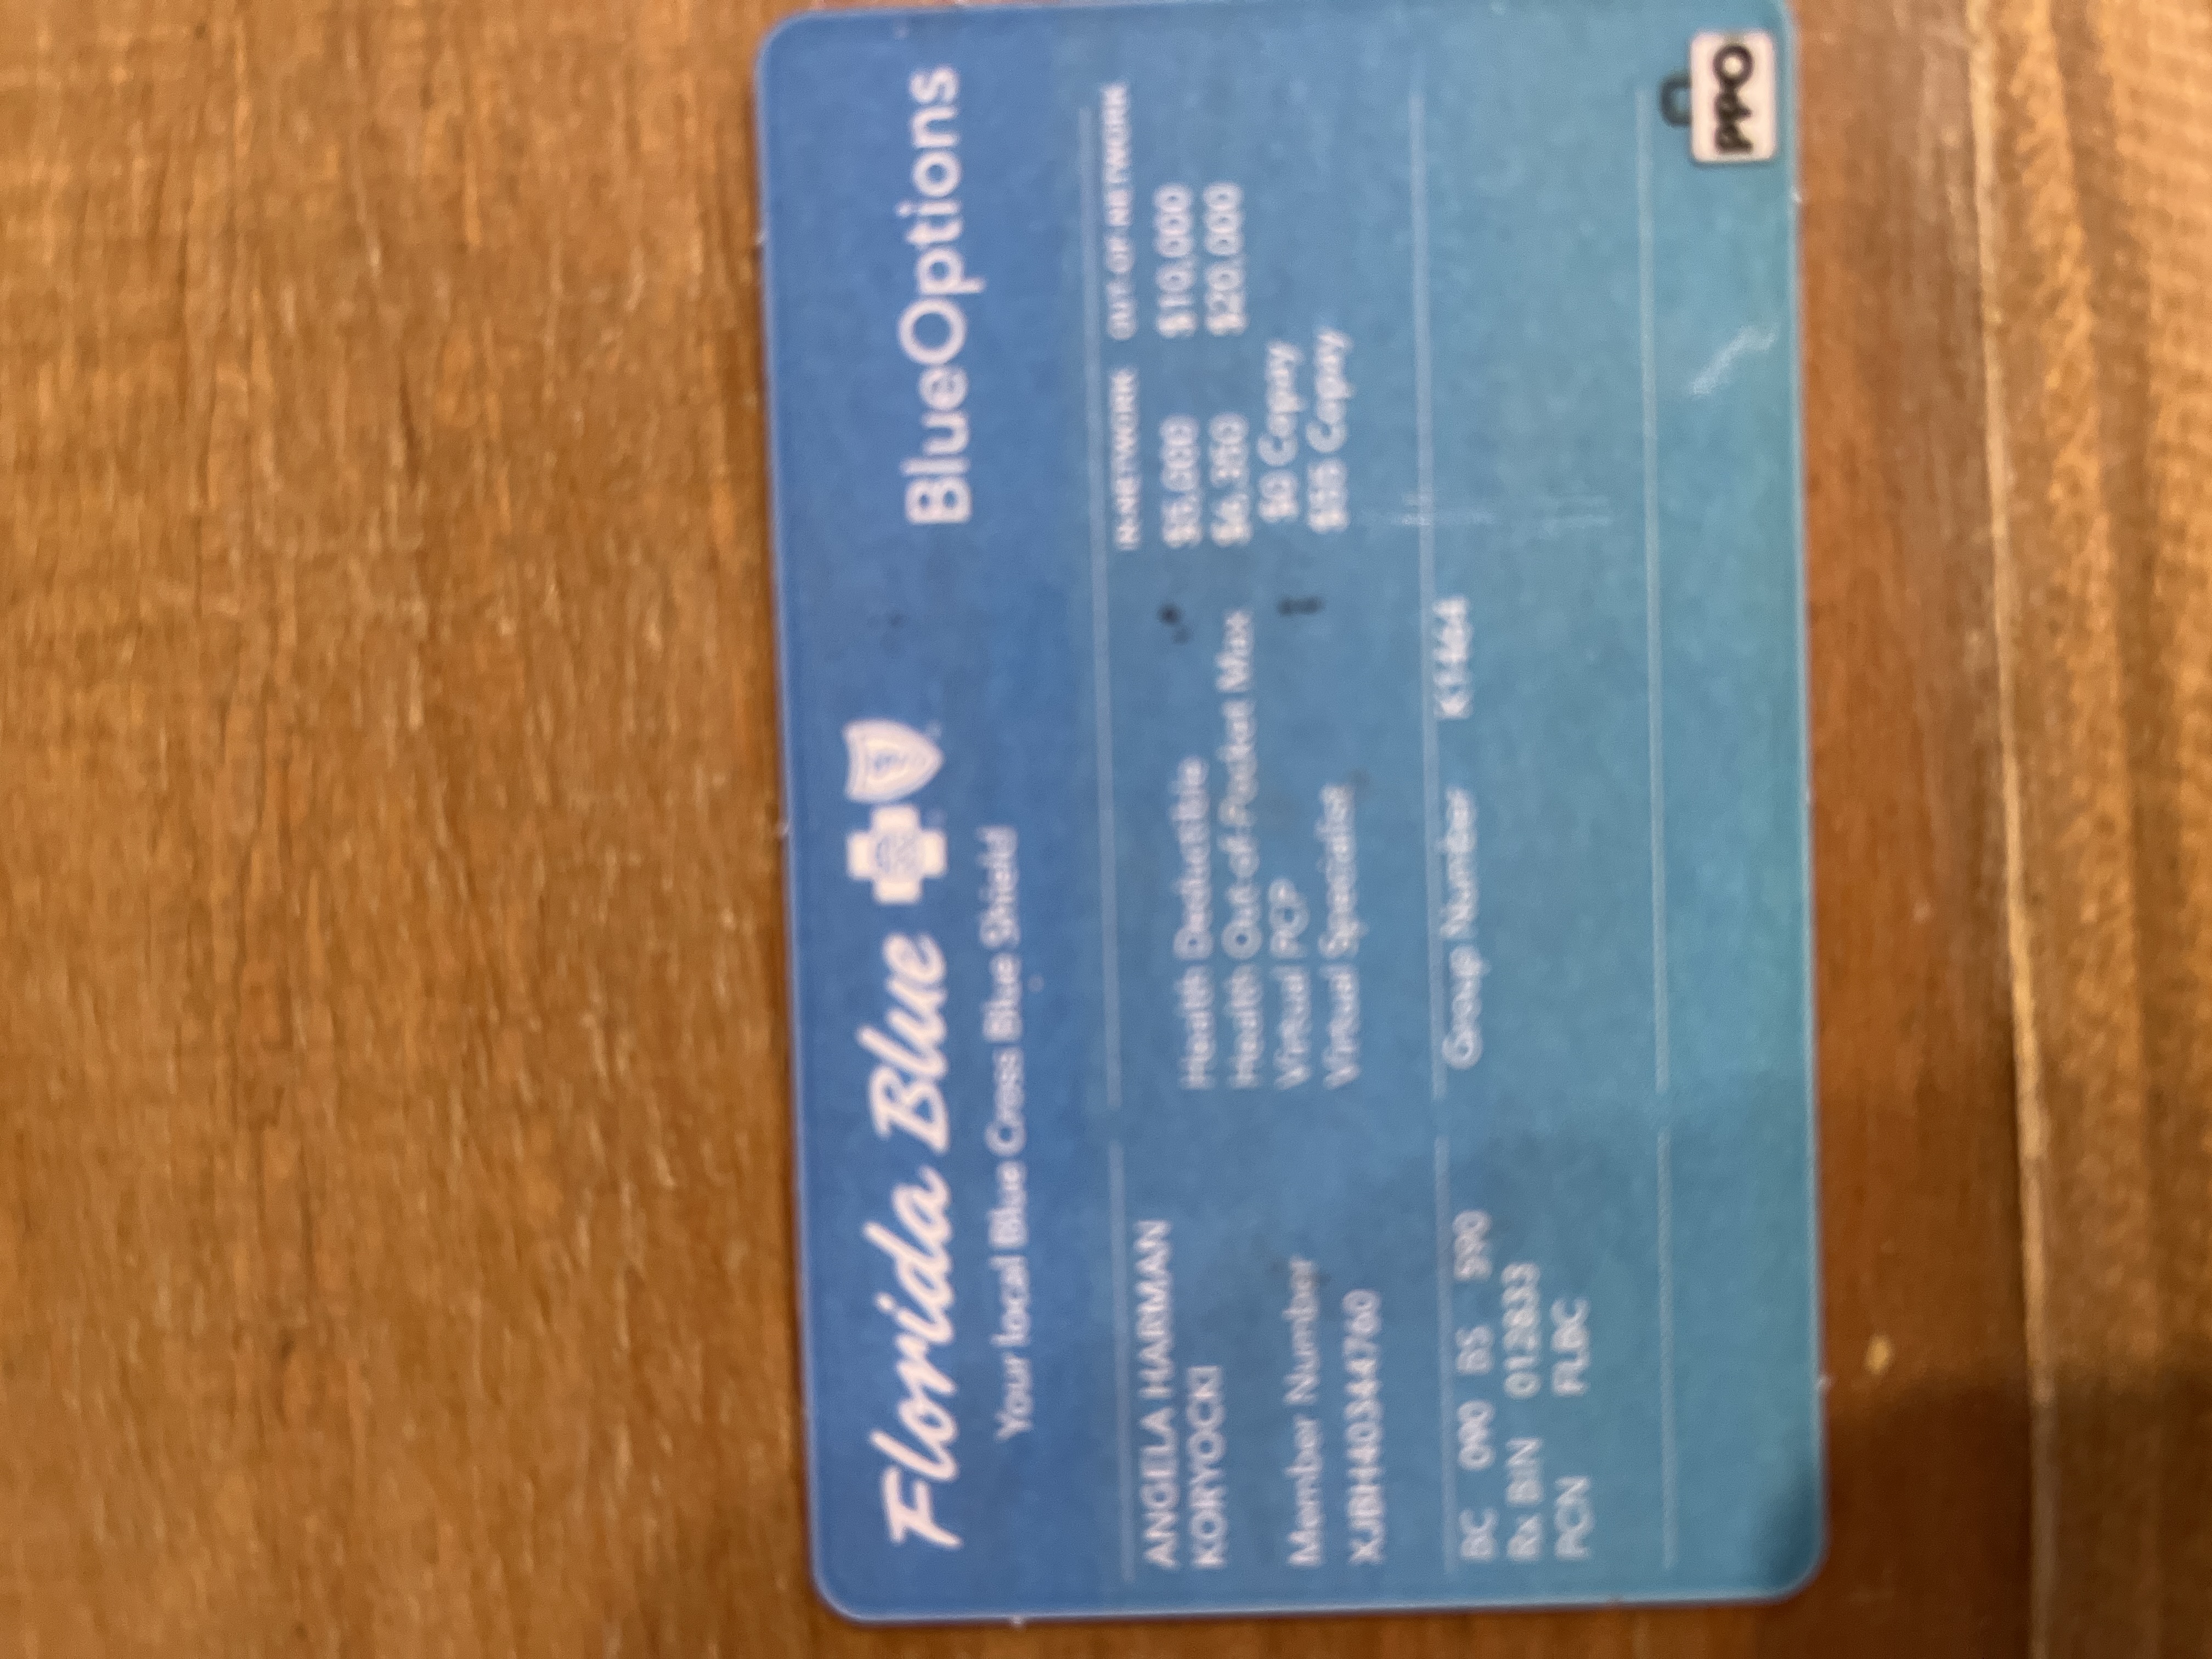 Florida Blue
BlueOptions
Your local Blue Cross Blue Shield
ANGELA HARMAN
KORYOCKI
Member Number
XJBH40344760
IN-NETWORK OUT-OF-NETWORK
Health Deductible $5,000 $10,000
Health Out-of-Pocket Max $6,350 $20,000
Virtual PCP $0 Copay
Virtual Specialist $55 Copay
BC 090 BS 590
Rx BIN 012833
PCN FLBC
Group Number K1464
PPO